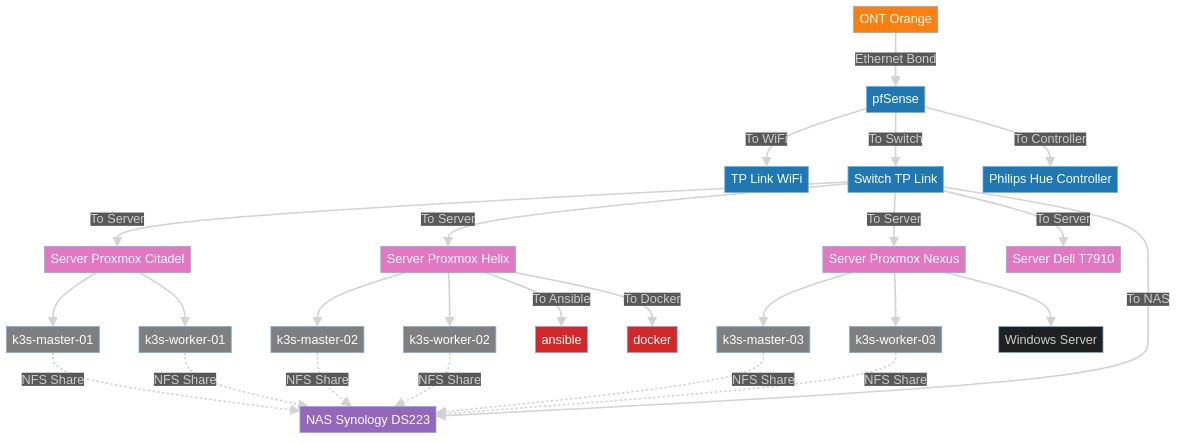 ONT Orange
Ethernet Bond
pfSense
To WiFi
To Switch
To Controller
TP Link WiFi
Switch TP Link
Philips Hue Controller
To Server
To Server
To Server
To Server
Server Proxmox Citadel
Server Proxmox Helix
Server Proxmox Nexus
Server Dell T7910
To Ansible
To Docker
To NAS
k3s-master-01
k3s-worker-01
k3s-master-02
k3s-worker-02
ansible
docker
k3s-master-03
k3s-worker-03
Windows Server
NFS Share
NFS Share
NFS Share
NFS Share
NFS Share
NFS Share
NAS Synology DS223